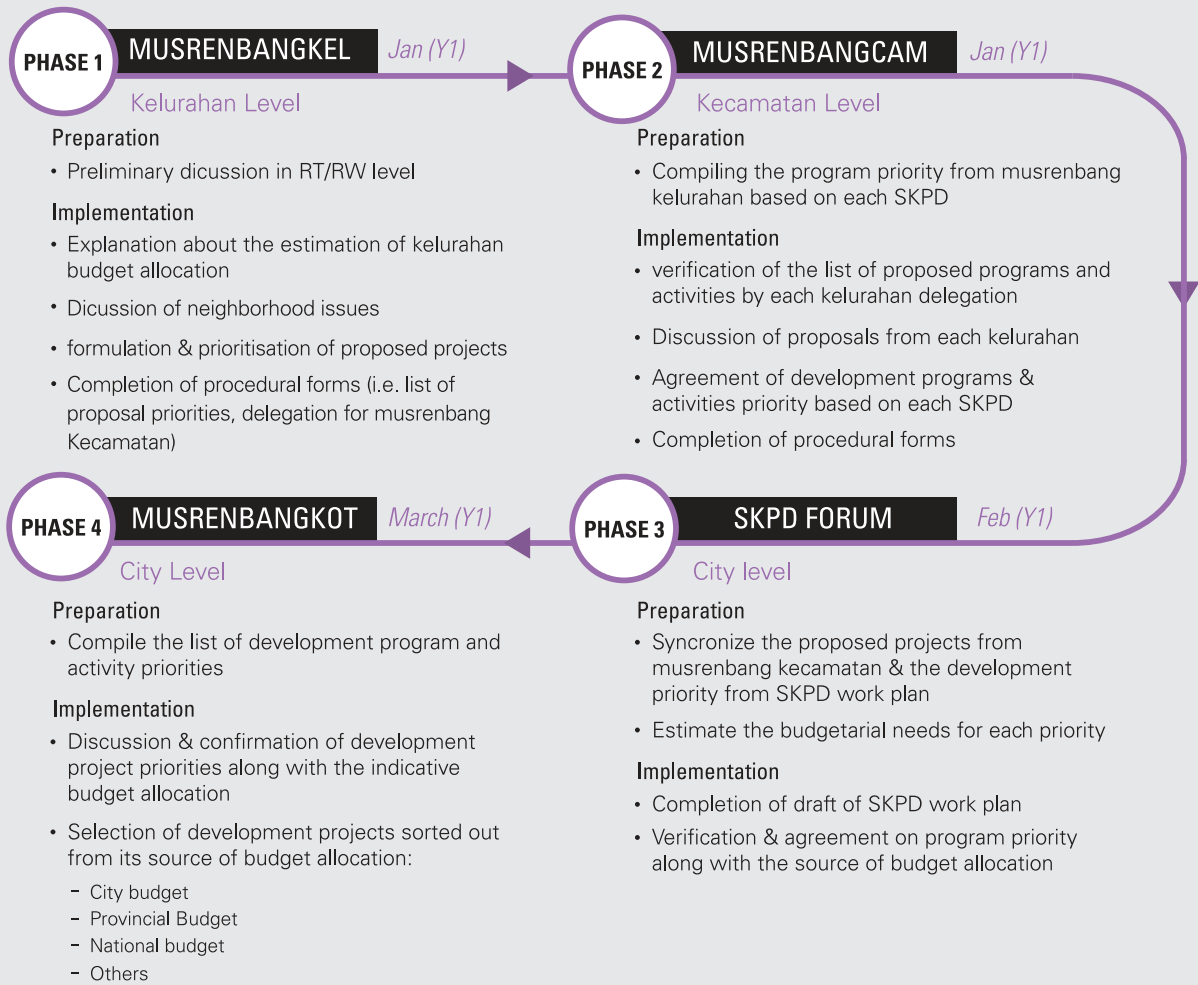 PHASE 1
MUSRENBANGKEL
Jan (Y1)
Kelurahan Level
Preparation
• Preliminary dicussion in RT/RW level
Implementation
• Explanation about the estimation of kelurahan
budget allocation
• Dicussion of neighborhood issues
• formulation & prioritisation of proposed projects
• Completion of procedural forms (i.e. list of
proposal priorities, delegation for musrenbang
Kecamatan)
PHASE 2
MUSRENBANGCAM
Jan (Y1)
Kecamatan Level
Preparation
• Compiling the program priority from musrenbang
kelurahan based on each SKPD
Implementation
• verification of the list of proposed programs and
activities by each kelurahan delegation
• Discussion of proposals from each kelurahan
• Agreement of development programs &
activities priority based on each SKPD
• Completion of procedural forms
PHASE 3
SKPD FORUM
Feb (Y1)
City level
Preparation
• Syncronize the proposed projects from
musrenbang kecamatan & the development
priority from SKPD work plan
• Estimate the budgetarial needs for each priority
Implementation
• Completion of draft of SKPD work plan
• Verification & agreement on program priority
along with the source of budget allocation
PHASE 4
MUSRENBANGKOT
March (Y1)
City Level
Preparation
• Compile the list of development program and
activity priorities
Implementation
• Discussion & confirmation of development
project priorities along with the indicative
budget allocation
• Selection of development projects sorted out
from its source of budget allocation:
- City budget
- Provincial Budget
- National budget
- Others